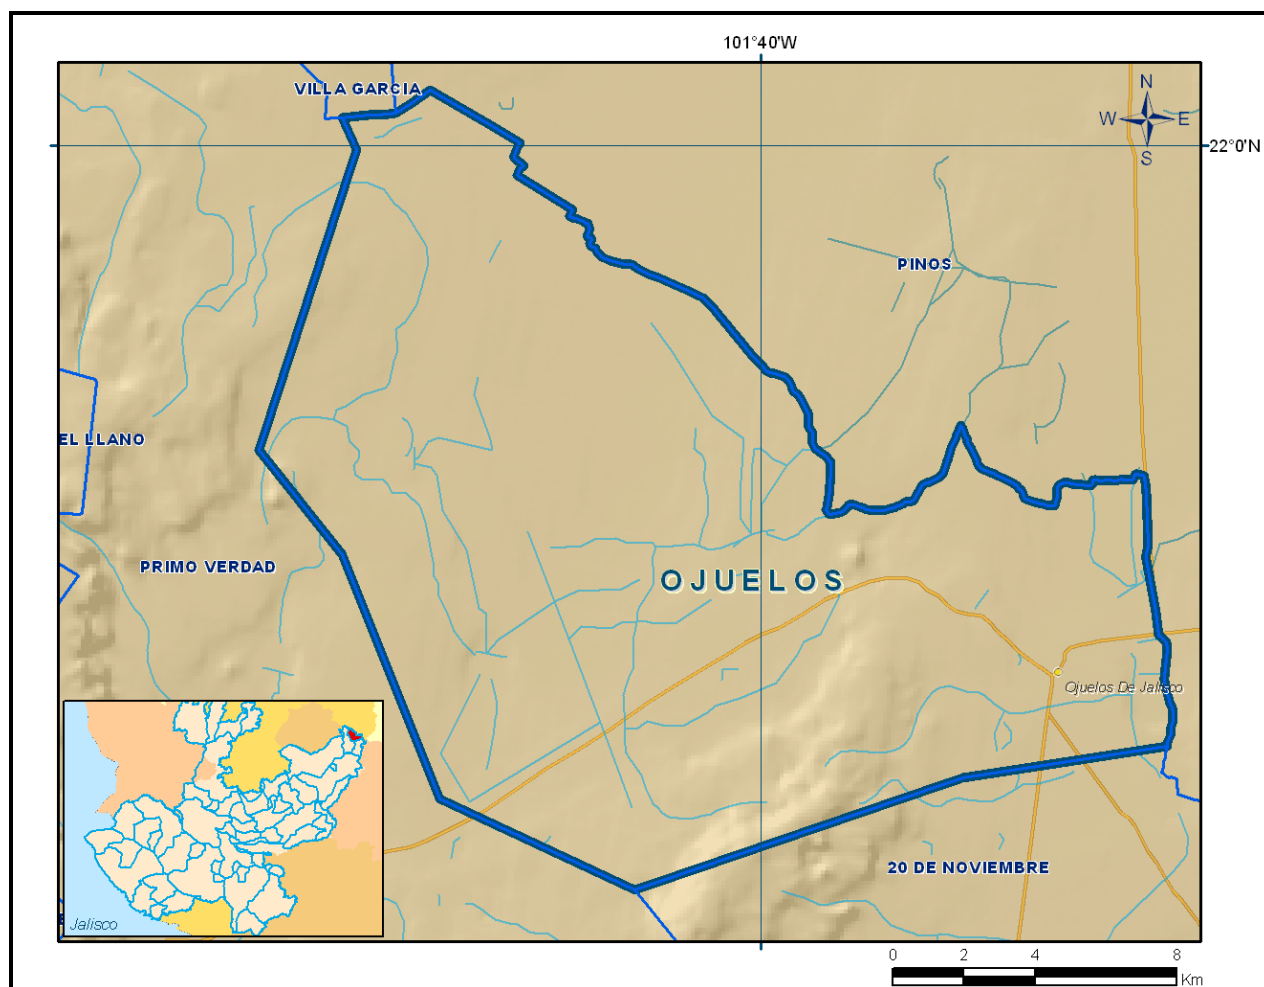 101°40'W
VILLA GARCIA
N
W E
S
22°0'N
PINOS
EL LLANO
PRIMO VERDAD
OJUELOS
Ojuelos De Jalisco
20 DE NOVIEMBRE
Jalisco
0 2 4 8
Km